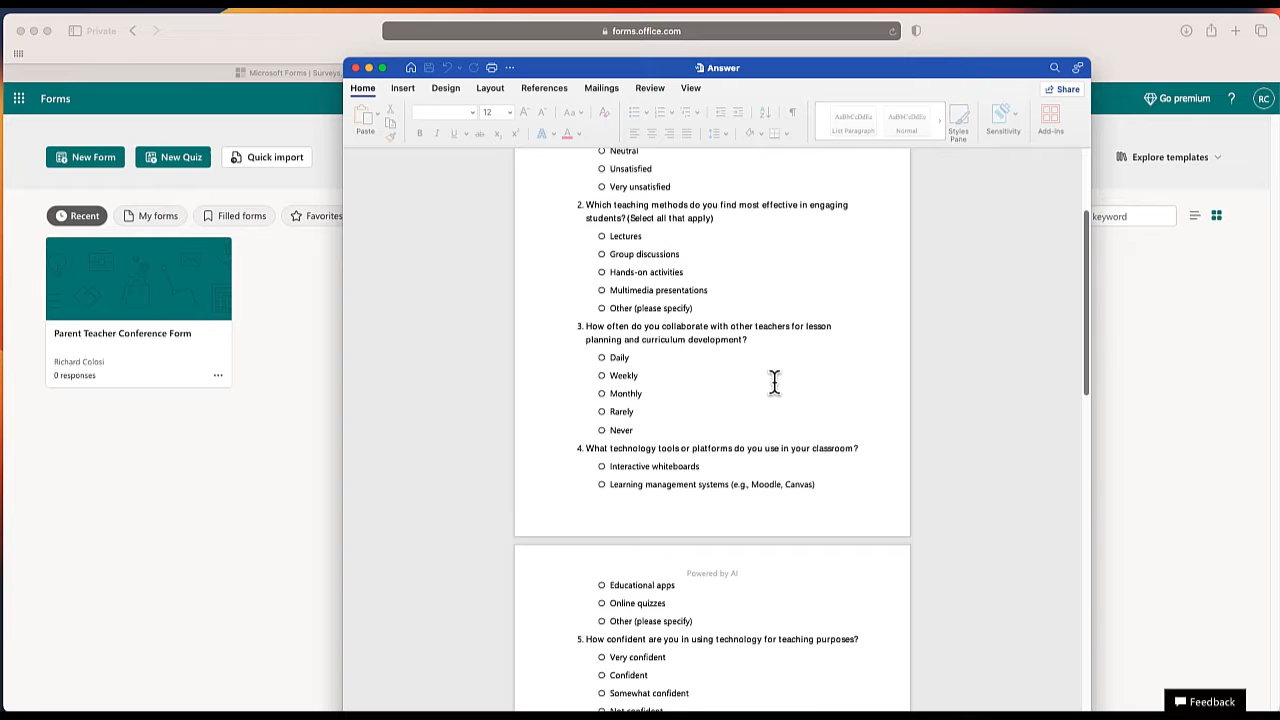 Private
forms.office.com
Microsoft Forms | Surveys,
Answer
Home Insert Design Layout References Mailings Review View
Share
Forms
Go premium ? RC
Paste
12
Aa
AaBbCcDdEe
List Paragraph
AaBbCcDdEe
Normal
Styles
Pane
Sensitivity
Add-ins
New Form
New Quiz
Quick import
Explore templates
Recent
My forms
Filled forms
Favorites
keyword
Parent Teacher Conference Form
Richard Colosi
0 responses
Neutral
Unsatisfied
Very unsatisfied
2. Which teaching methods do you find most effective in engaging
students? (Select all that apply)
Lectures
Group discussions
Hands-on activities
Multimedia presentations
Other (please specify)
3. How often do you collaborate with other teachers for lesson
planning and curriculum development?
Daily
Weekly
Monthly
Rarely
Never
4. What technology tools or platforms do you use in your classroom?
Interactive whiteboards
Learning management systems (e.g., Moodle, Canvas)
Powered by AI
Educational apps
Online quizzes
Other (please specify)
5. How confident are you in using technology for teaching purposes?
Very confident
Confident
Somewhat confident
Not confident
Feedback